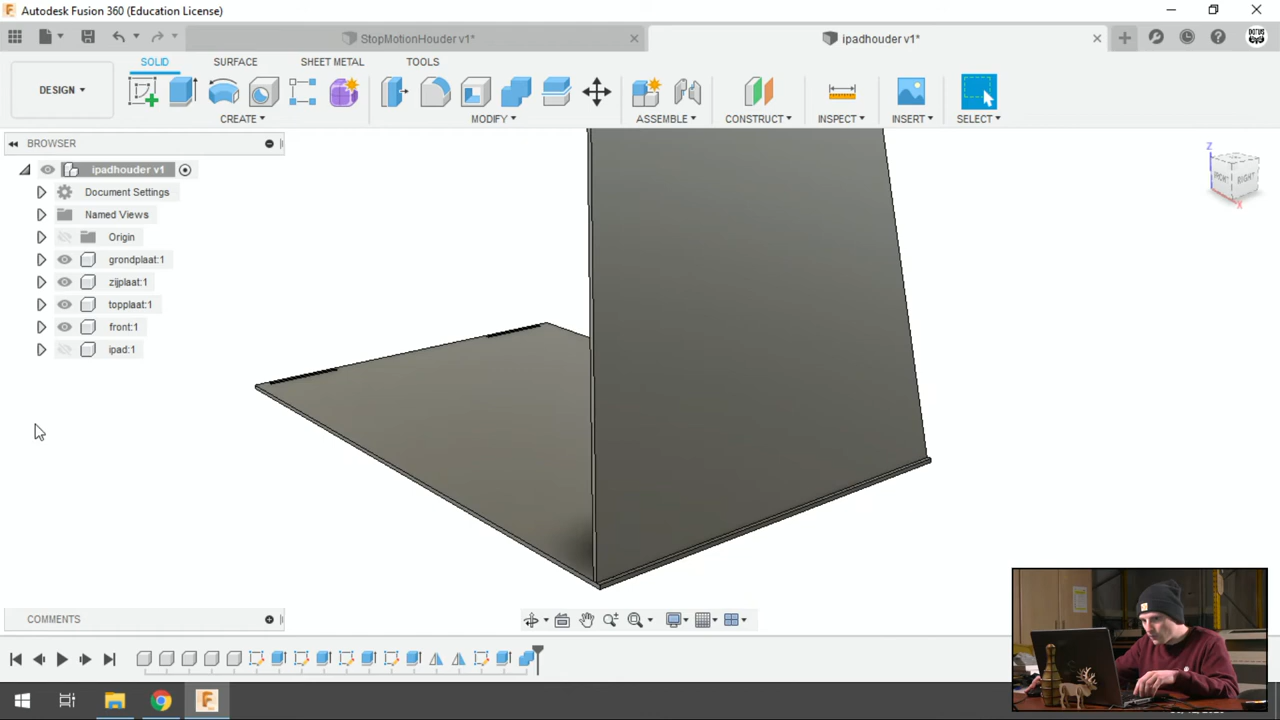 Autodesk Fusion 360 (Education License)
StopMotionHouder v1*
ipadhouder v1*
DESIGN
SOLID SURFACE SHEET METAL TOOLS
CREATE MODIFY ASSEMBLE CONSTRUCT INSPECT INSERT SELECT
BROWSER
ipadhouder v1
Document Settings
Named Views
Origin
grondplaat:1
zijplaat:1
topplaat:1
front:1
ipad:1
Z
FRONT RIGHT
X
COMMENTS